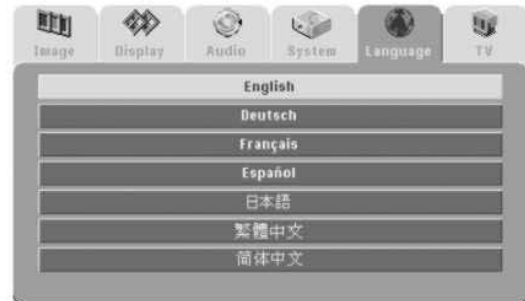 Image Display Audio System Language TV
English
Deutsch
Français
Español
日本語
繁體中文
简体中文